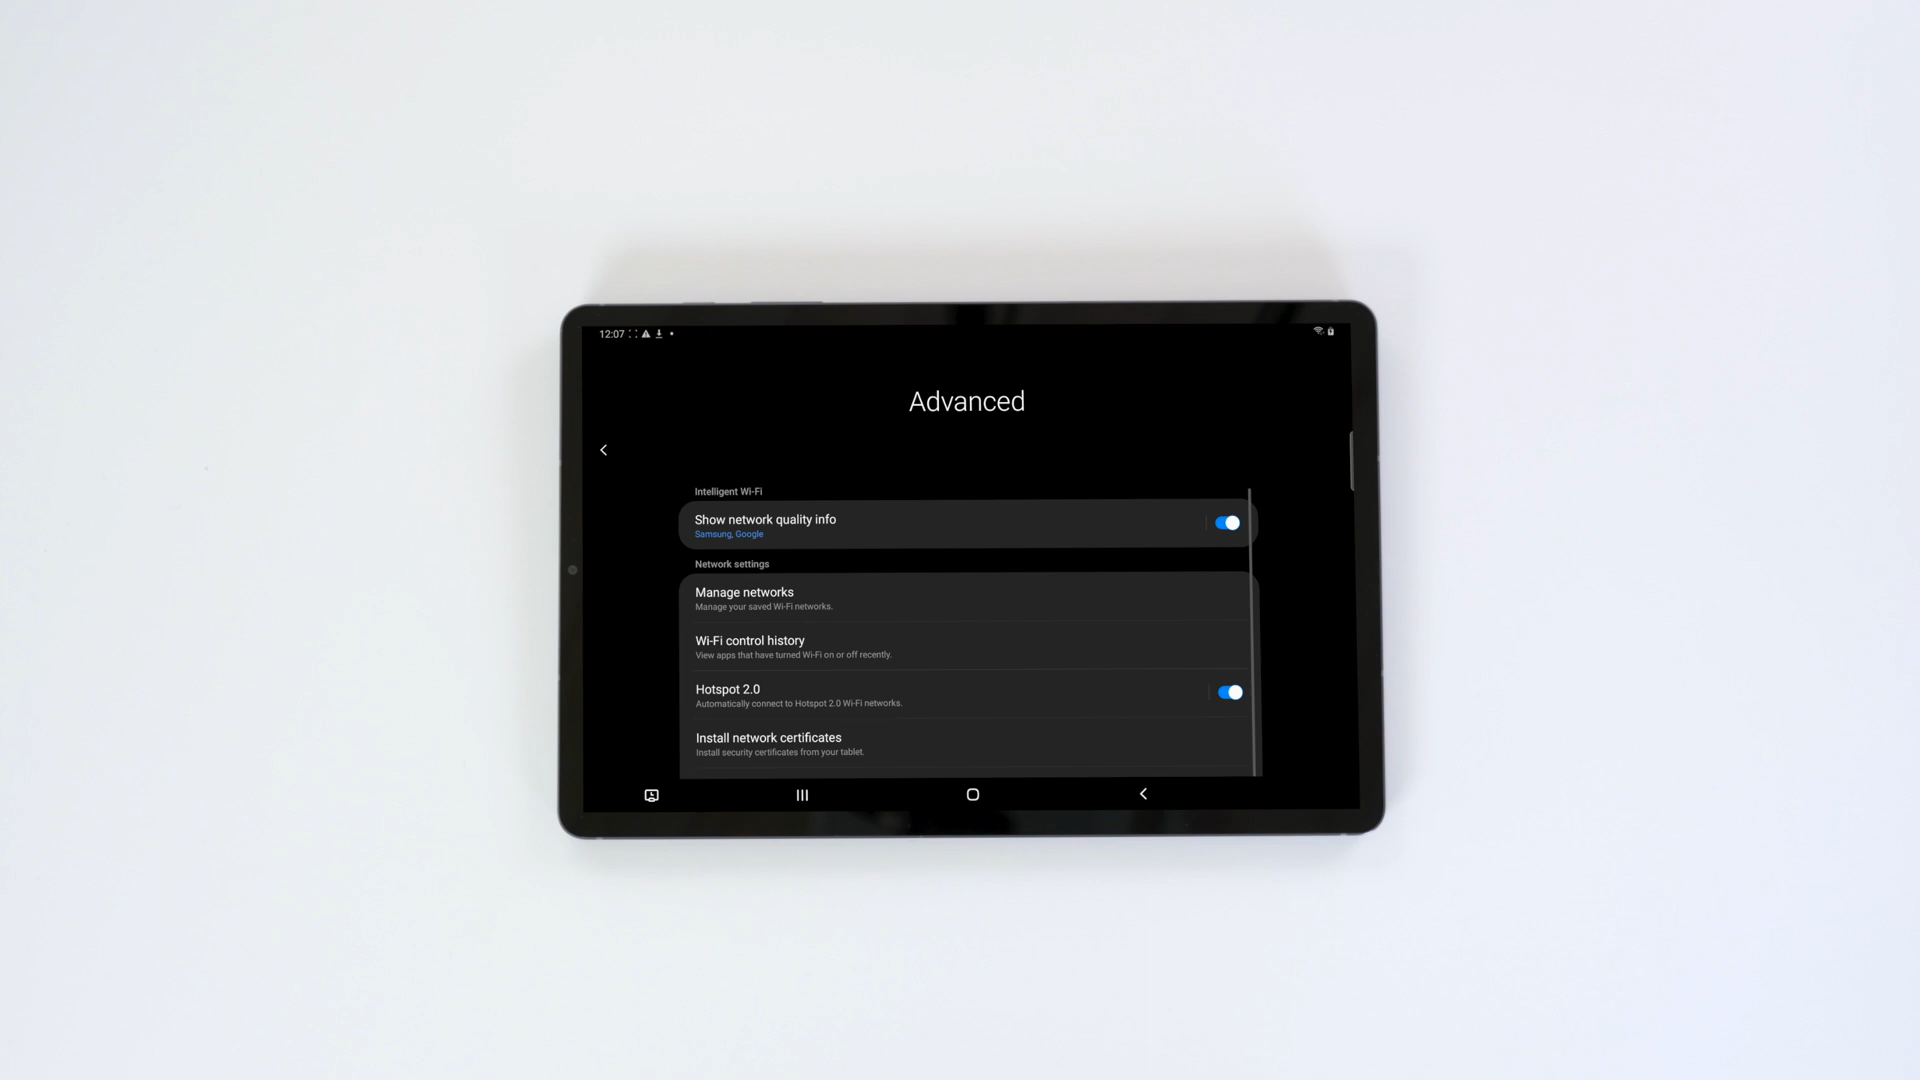 12:07
Advanced
Intelligent Wi-Fi
Show network quality info
Samsung, Google
Network settings
Manage networks
Manage your saved Wi-Fi networks.
Wi-Fi control history
View apps that have turned Wi-Fi on or off recently.
Hotspot 2.0
Automatically connect to Hotspot 2.0 Wi-Fi networks.
Install network certificates
Install security certificates from your tablet.